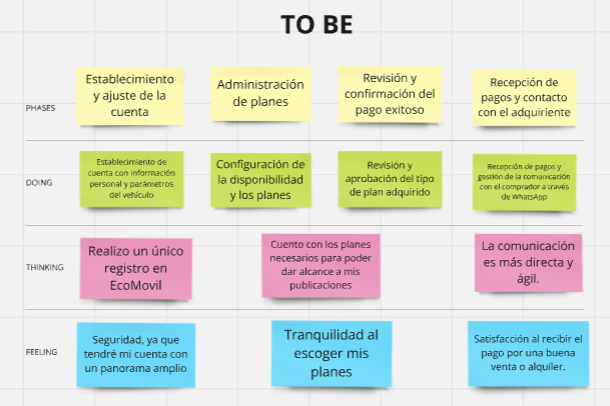 TO BE
PHASES
Establecimiento
y ajuste de la
cuenta
Administración
de planes
Revisión y
confirmación del
pago exitoso
Recepción de
pagos y contacto
con el adquiriente
DOING
Establecimiento de
cuenta con información
personal y parámetros
del vehículo
Configuración de
la disponibilidad
y los planes
Revisión y
aprobación del tipo
de plan adquirido
Recepción de pagos y
gestión de la comunicación
con el comprador a través
de WhatsApp
THINKING
Realizo un único
registro en
EcoMovil
Cuento con los planes
necesarios para poder
dar alcance a mis
publicaciones
La comunicación
es más directa y
ágil.
FEELING
Seguridad, ya que
tendré mi cuenta con
un panorama amplio
Tranquilidad al
escoger mis
planes
Satisfacción al recibir el
pago por una buena
venta o alquiler.